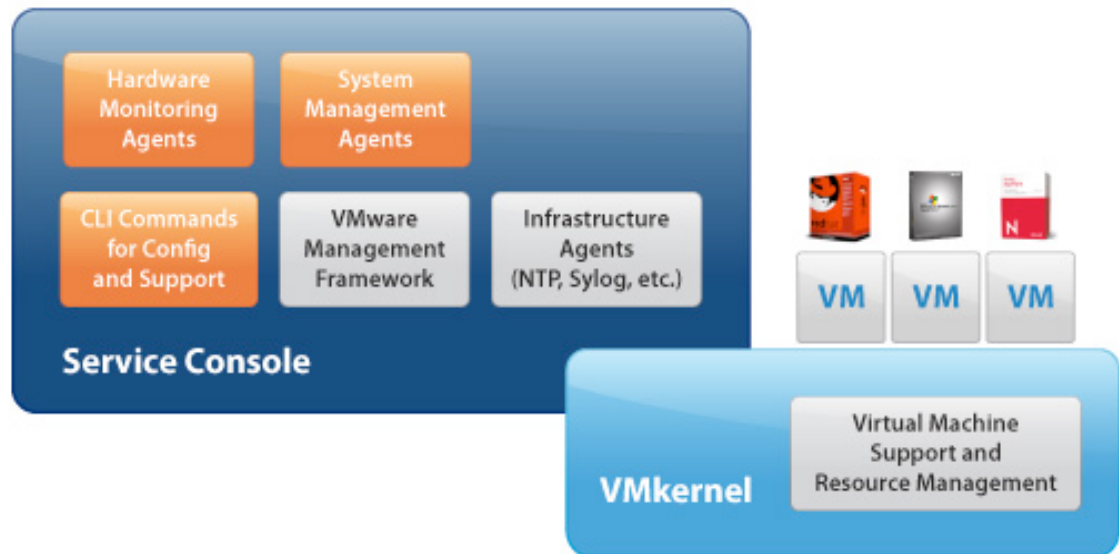 Hardware
Monitoring
Agents
System
Management
Agents
CLI Commands
for Config
and Support
VMware
Management
Framework
Infrastructure
Agents
(NTP, Sylog, etc.)
Service Console
N
VM
VM
VM
VMkernel
Virtual Machine
Support and
Resource Management